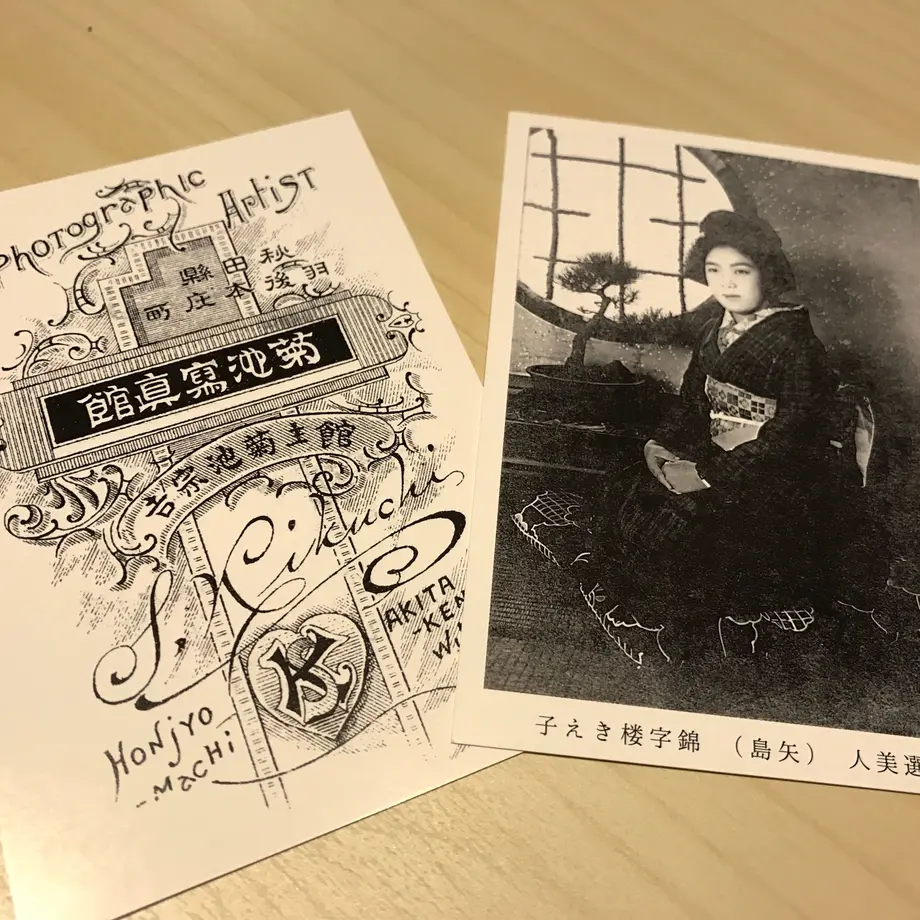 PHotograpHic Artist
秋田縣
羽後本庄町
菊池寫真館
館主菊池宗吉
S. Kikuchi
AKITA
-KEN
K
HONJYO
-MacHi
選美人 （矢島） 錦字楼きえ子